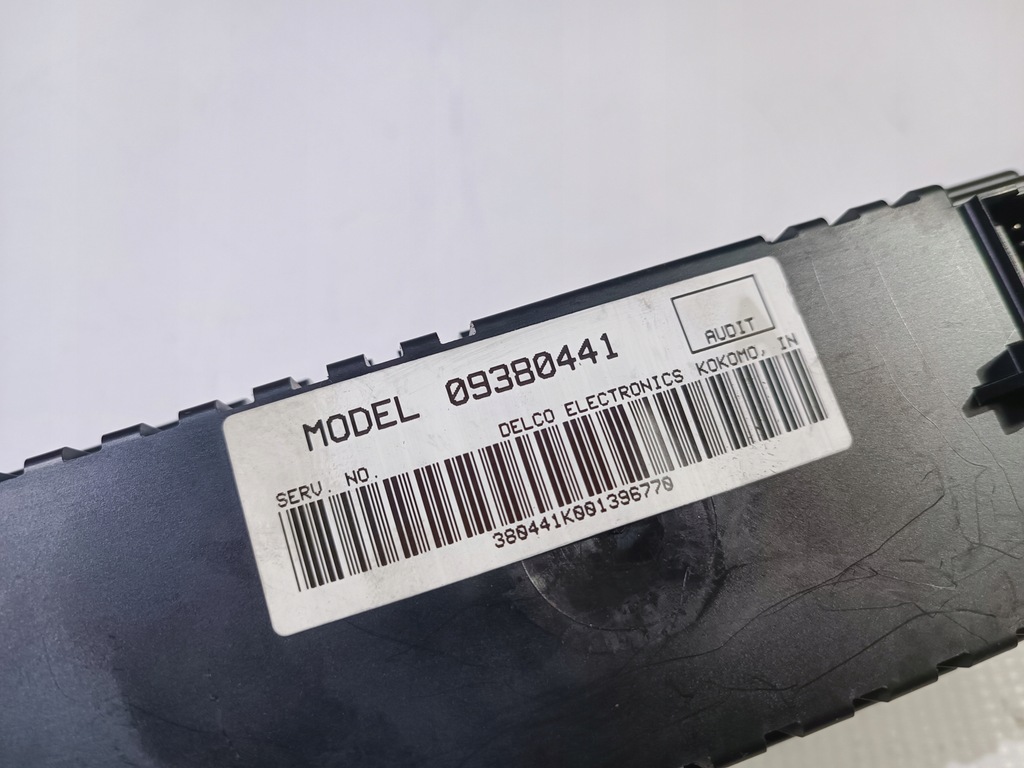 AUDIT
MODEL 09380441
DELCO ELECTRONICS KOKOMO, IN
SERV. NO.
380441K001396770